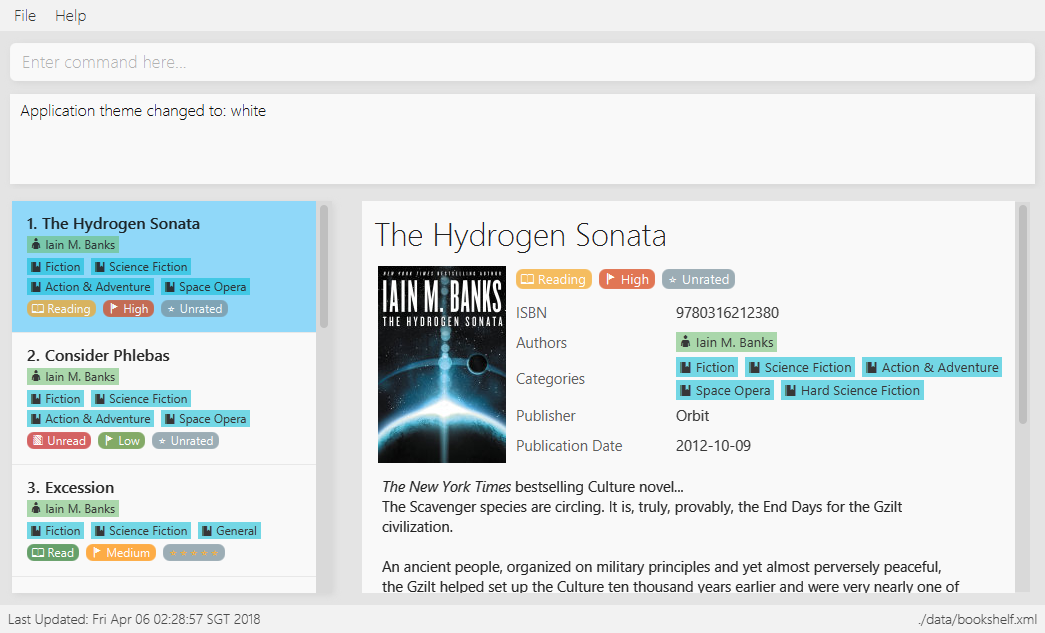 File Help
Enter command here...
Application theme changed to: white
1. The Hydrogen Sonata
Iain M. Banks
Fiction Science Fiction
Action & Adventure Space Opera
Reading High Unrated
2. Consider Phlebas
Iain M. Banks
Fiction Science Fiction
Action & Adventure Space Opera
Unread Low Unrated
3. Excession
Iain M. Banks
Fiction Science Fiction General
Read Medium
The Hydrogen Sonata
NEW YORK TIMES BESTSELLING AUTHOR
IAIN M. BANKS
THE HYDROGEN SONATA
Reading High Unrated
ISBN 9780316212380
Authors Iain M. Banks
Categories Fiction Science Fiction Action & Adventure
Space Opera Hard Science Fiction
Publisher Orbit
Publication Date 2012-10-09
The New York Times bestselling Culture novel...
The Scavenger species are circling. It is, truly, provably, the End Days for the Gzilt
civilization.
An ancient people, organized on military principles and yet almost perversely peaceful,
the Gzilt helped set up the Culture ten thousand years earlier and were very nearly one of
Last Updated: Fri Apr 06 02:28:57 SGT 2018 ./data/bookshelf.xml